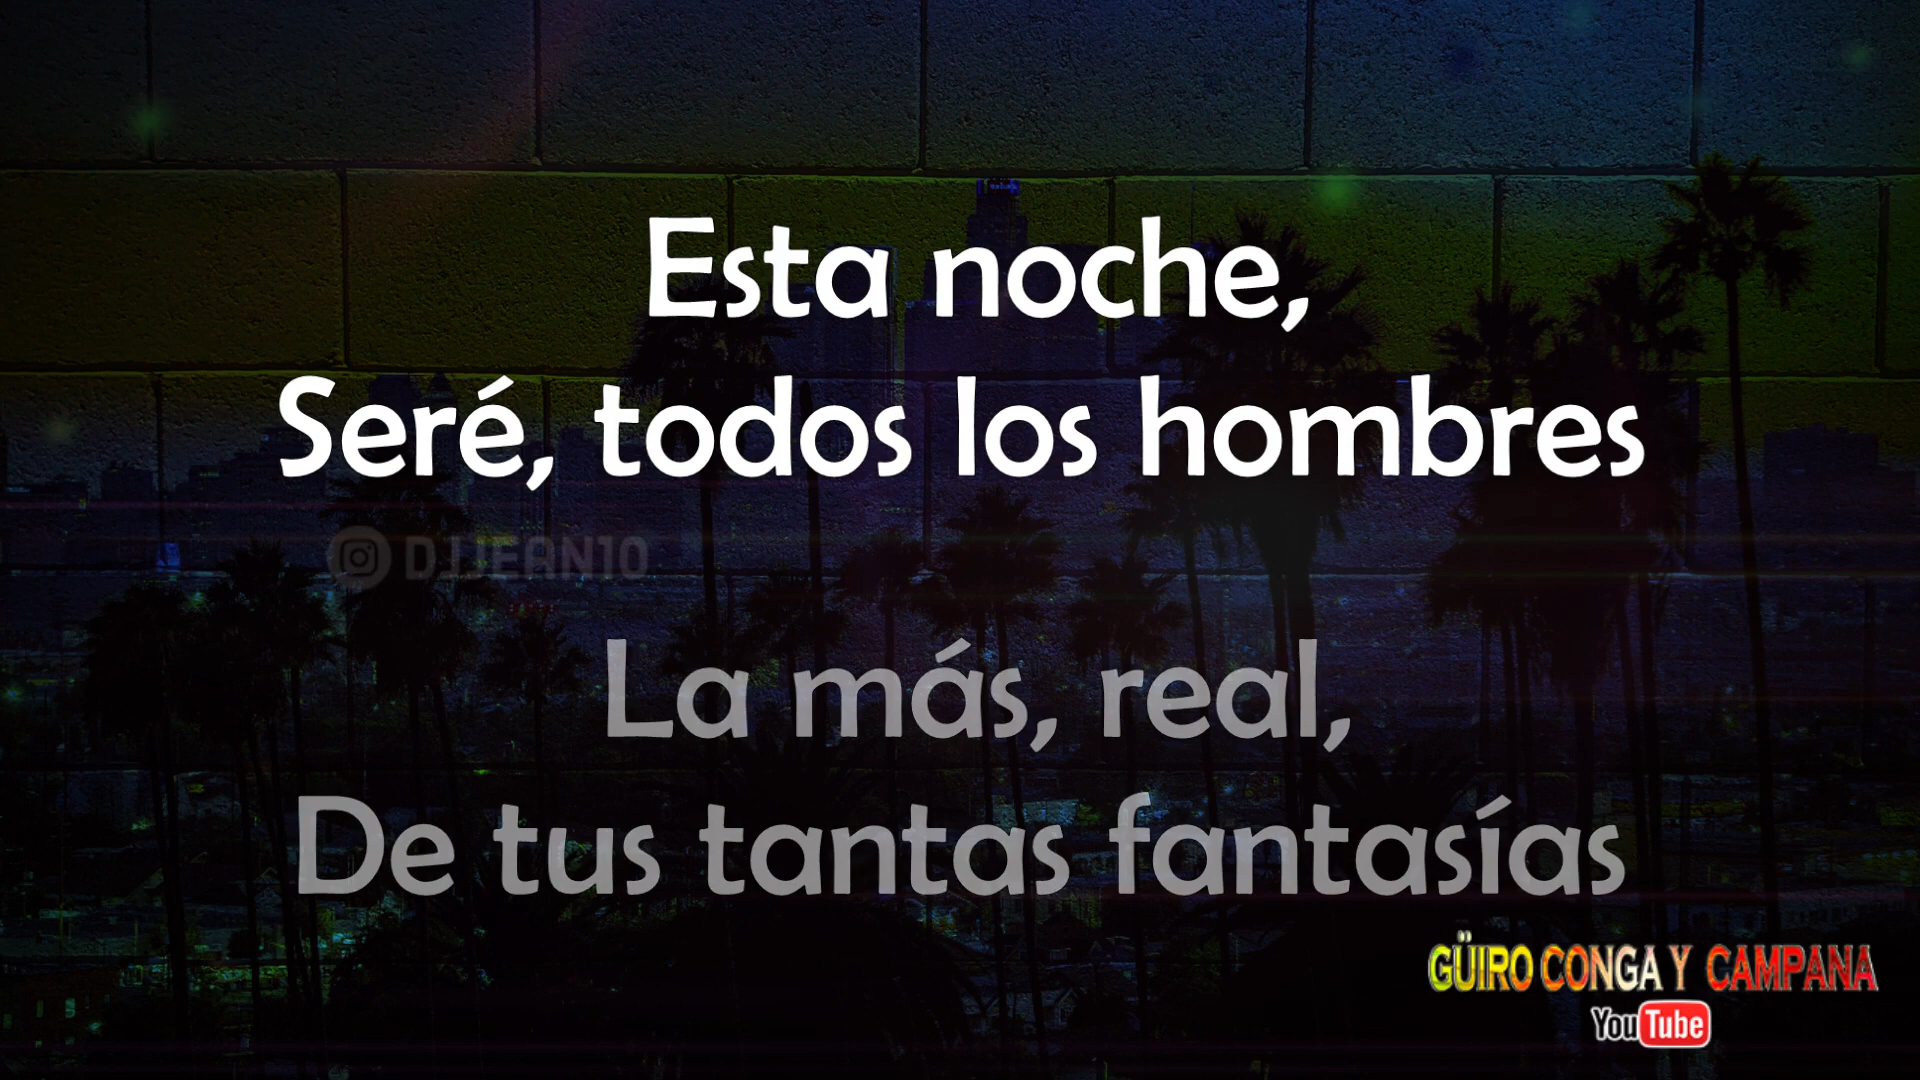 Esta noche,
Seré, todos los hombres
DJJEAN10
La más, real,
De tus tantas fantasías
GÜIRO CONGA Y CAMPANA
YouTube